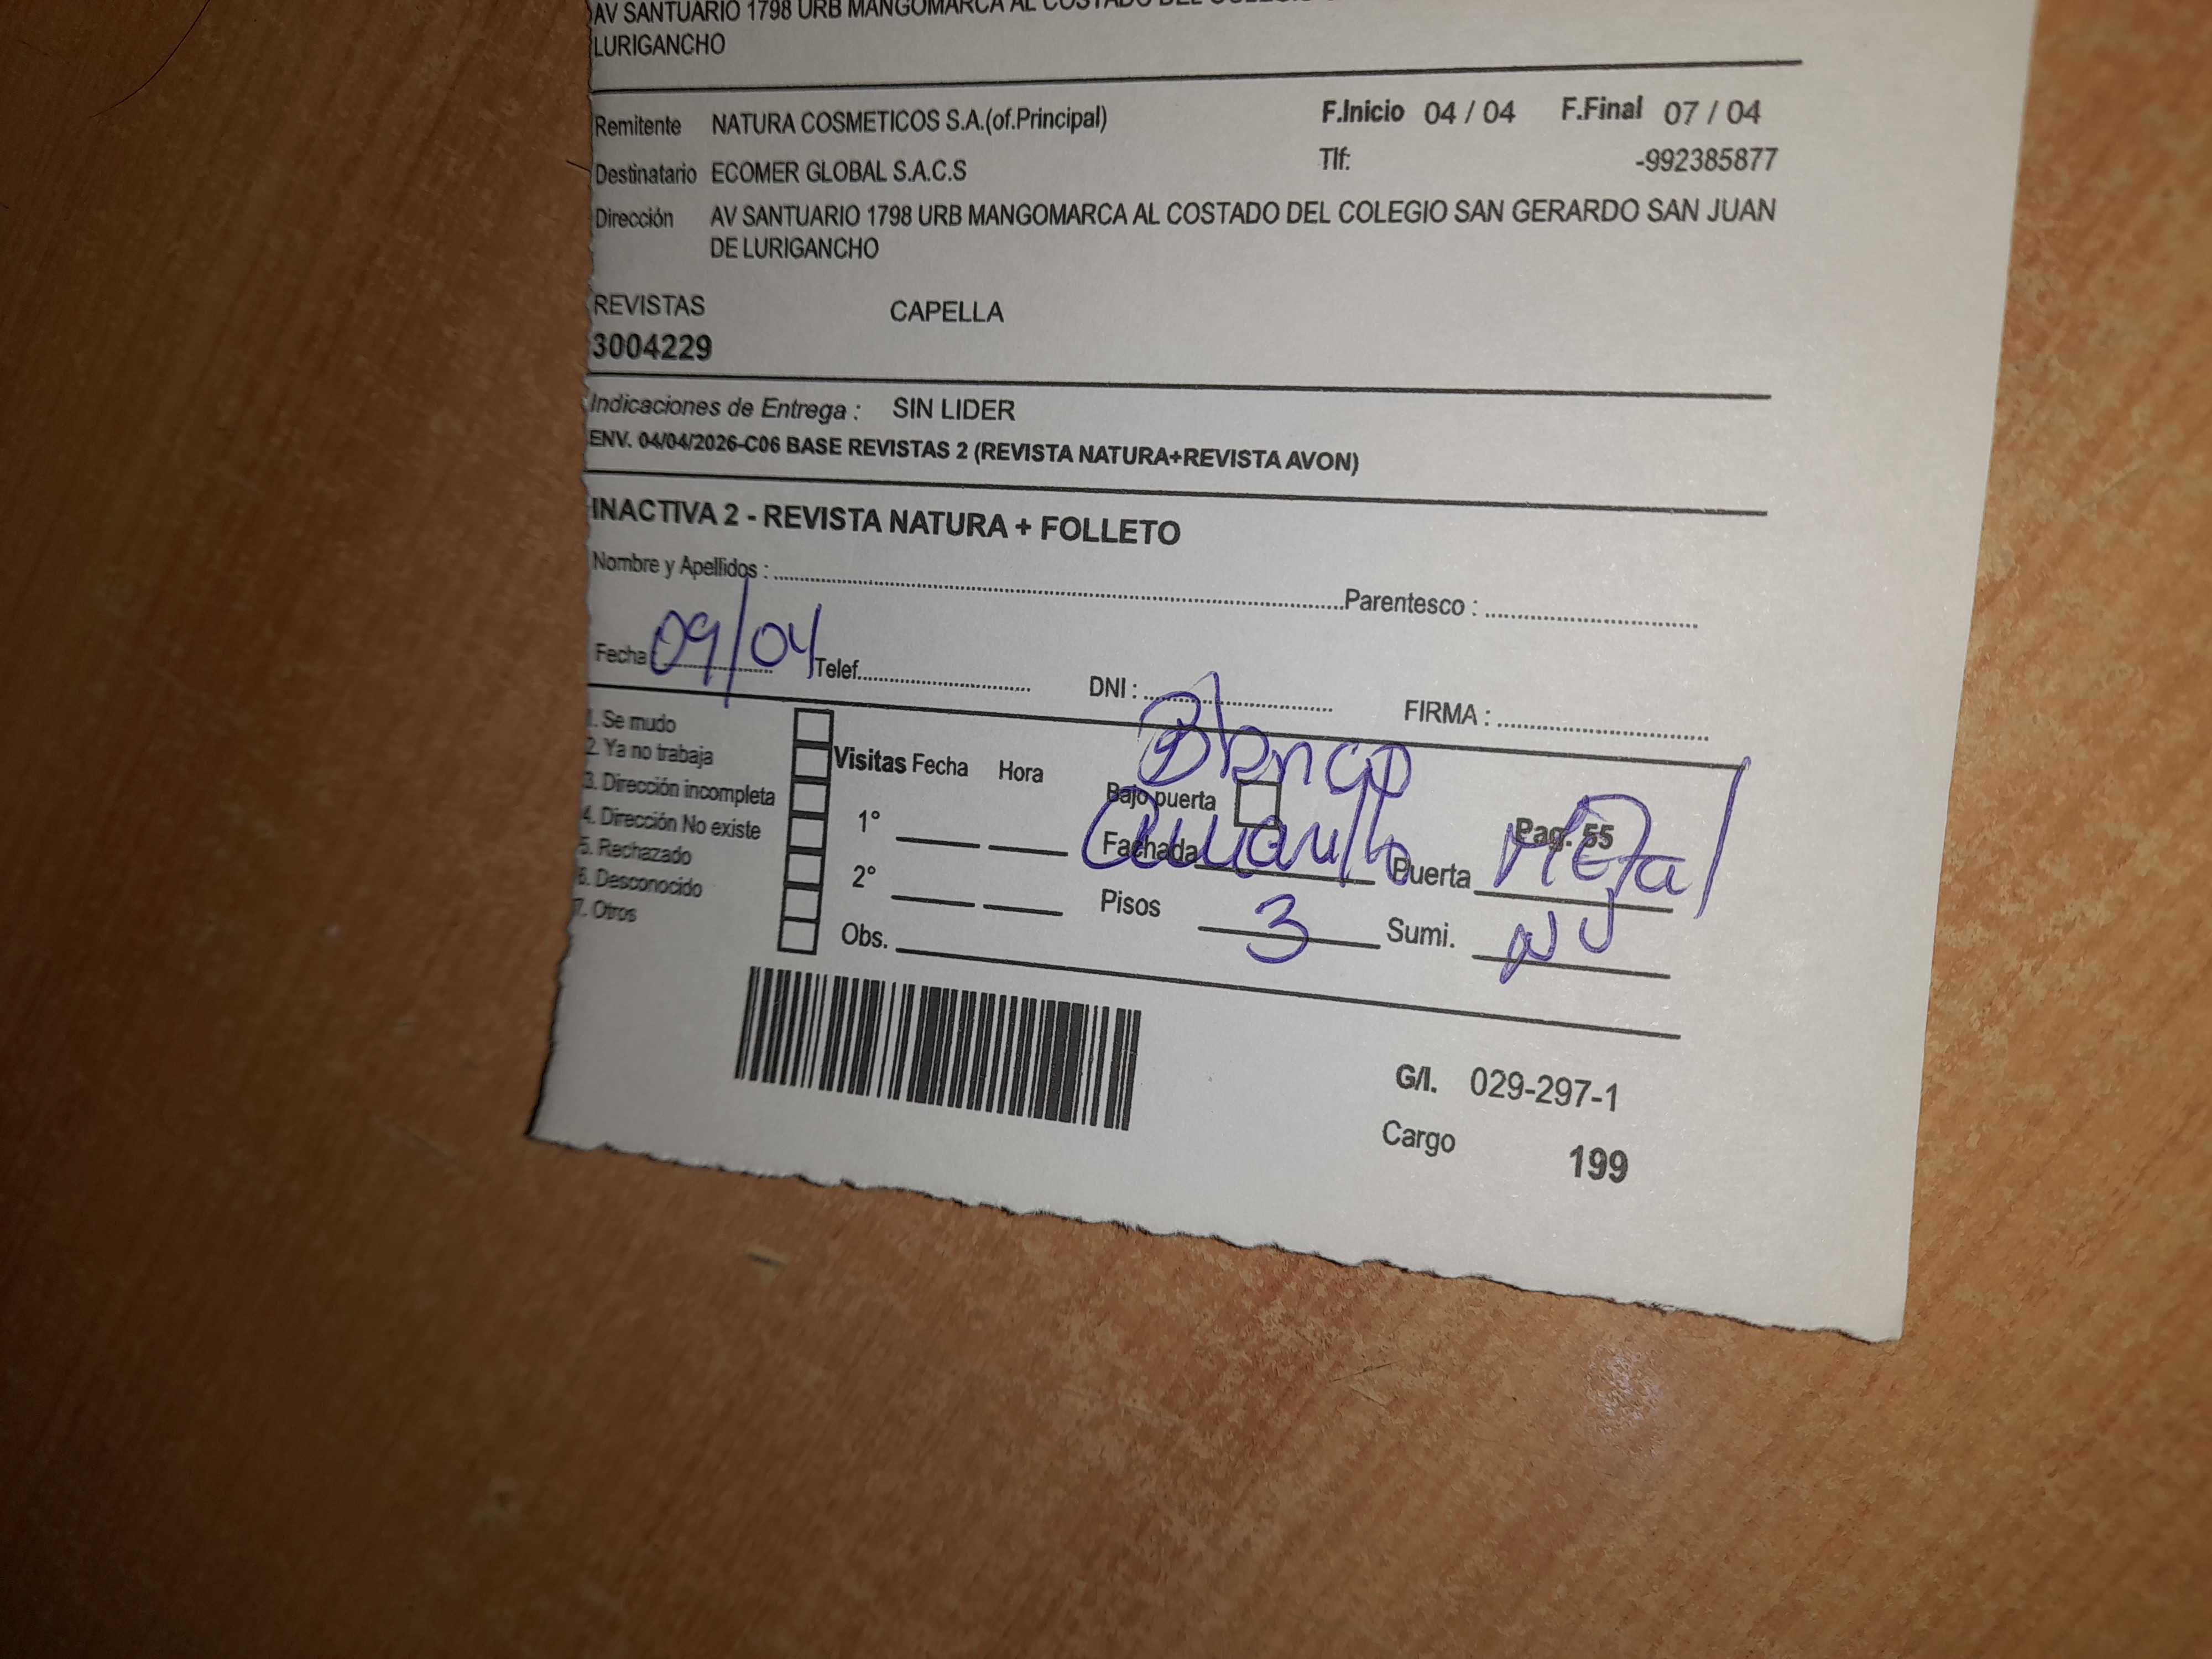 AV SANTUARIO 1798 URB MANGOMARCA AL COSTADO DEL COLEGIO
LURIGANCHO
Remitente NATURA COSMETICOS S.A.(of.Principal) F.Inicio 04 / 04 F.Final 07 / 04
Destinatario ECOMER GLOBAL S.A.C.S Tlf: -992385877
Dirección AV SANTUARIO 1798 URB MANGOMARCA AL COSTADO DEL COLEGIO SAN GERARDO SAN JUAN
DE LURIGANCHO
REVISTAS CAPELLA
3004229
Indicaciones de Entrega : SIN LIDER
ENV. 04/04/2026-C06 BASE REVISTAS 2 (REVISTA NATURA+REVISTA AVON)
INACTIVA 2 - REVISTA NATURA + FOLLETO
Nombre y Apellidos : Parentesco :
Fecha : 09/04 Telef. DNI : FIRMA :
1. Se mudo
2. Ya no trabaja
3. Dirección incompleta
4. Dirección No existe
5. Rechazado
6. Desconocido
7. Otros
Visitas Fecha Hora
1°
2°
Obs.
Blanco
Bajo puerta Pag. 55
Fachada Amarillo Puerta Metal
Pisos 3 Sumi.
G/I. 029-297-1
Cargo 199